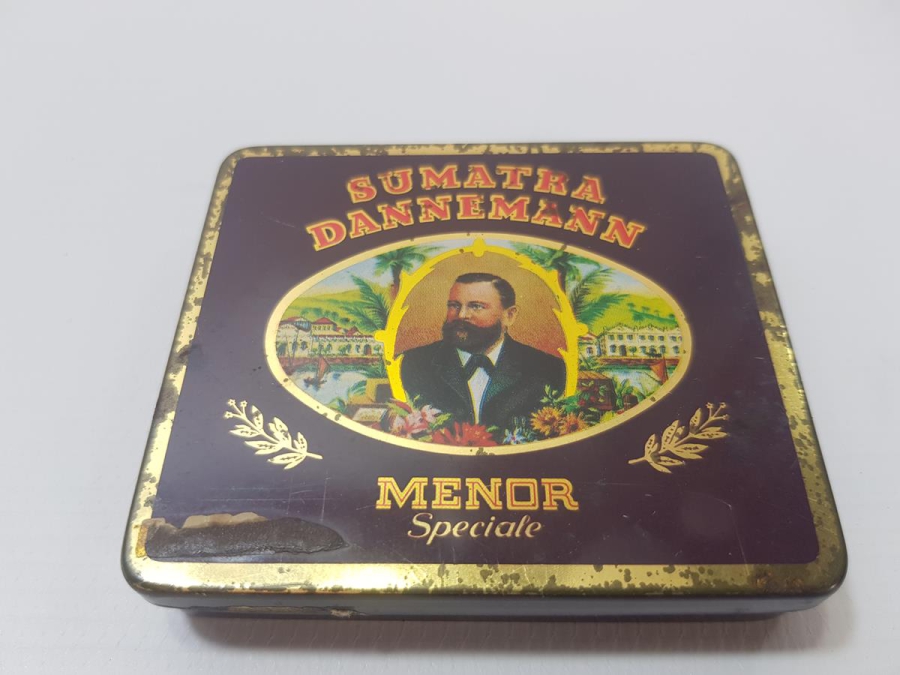 SUMATRA
DANNEMANN
MENOR
Speciale